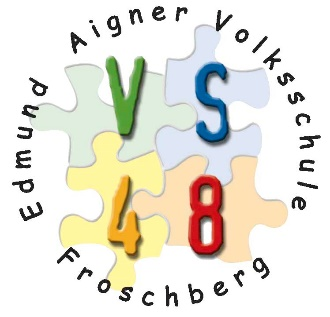 Edmund Aigner Volksschule
VS
48
Froschberg